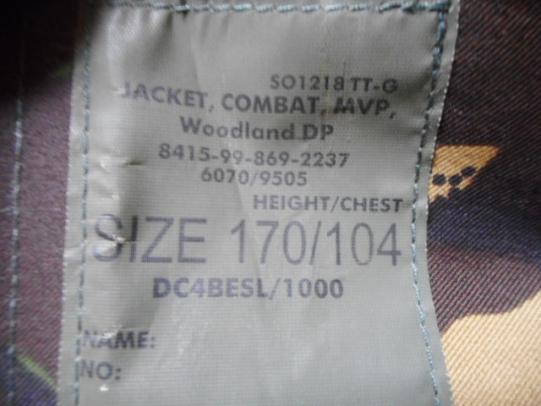 SO1218 TT-G
JACKET, COMBAT, MVP,
Woodland DP
8415-99-869-2237
6070/9505
HEIGHT/CHEST
SIZE 170/104
DC4BESL/1000
NAME:
NO: